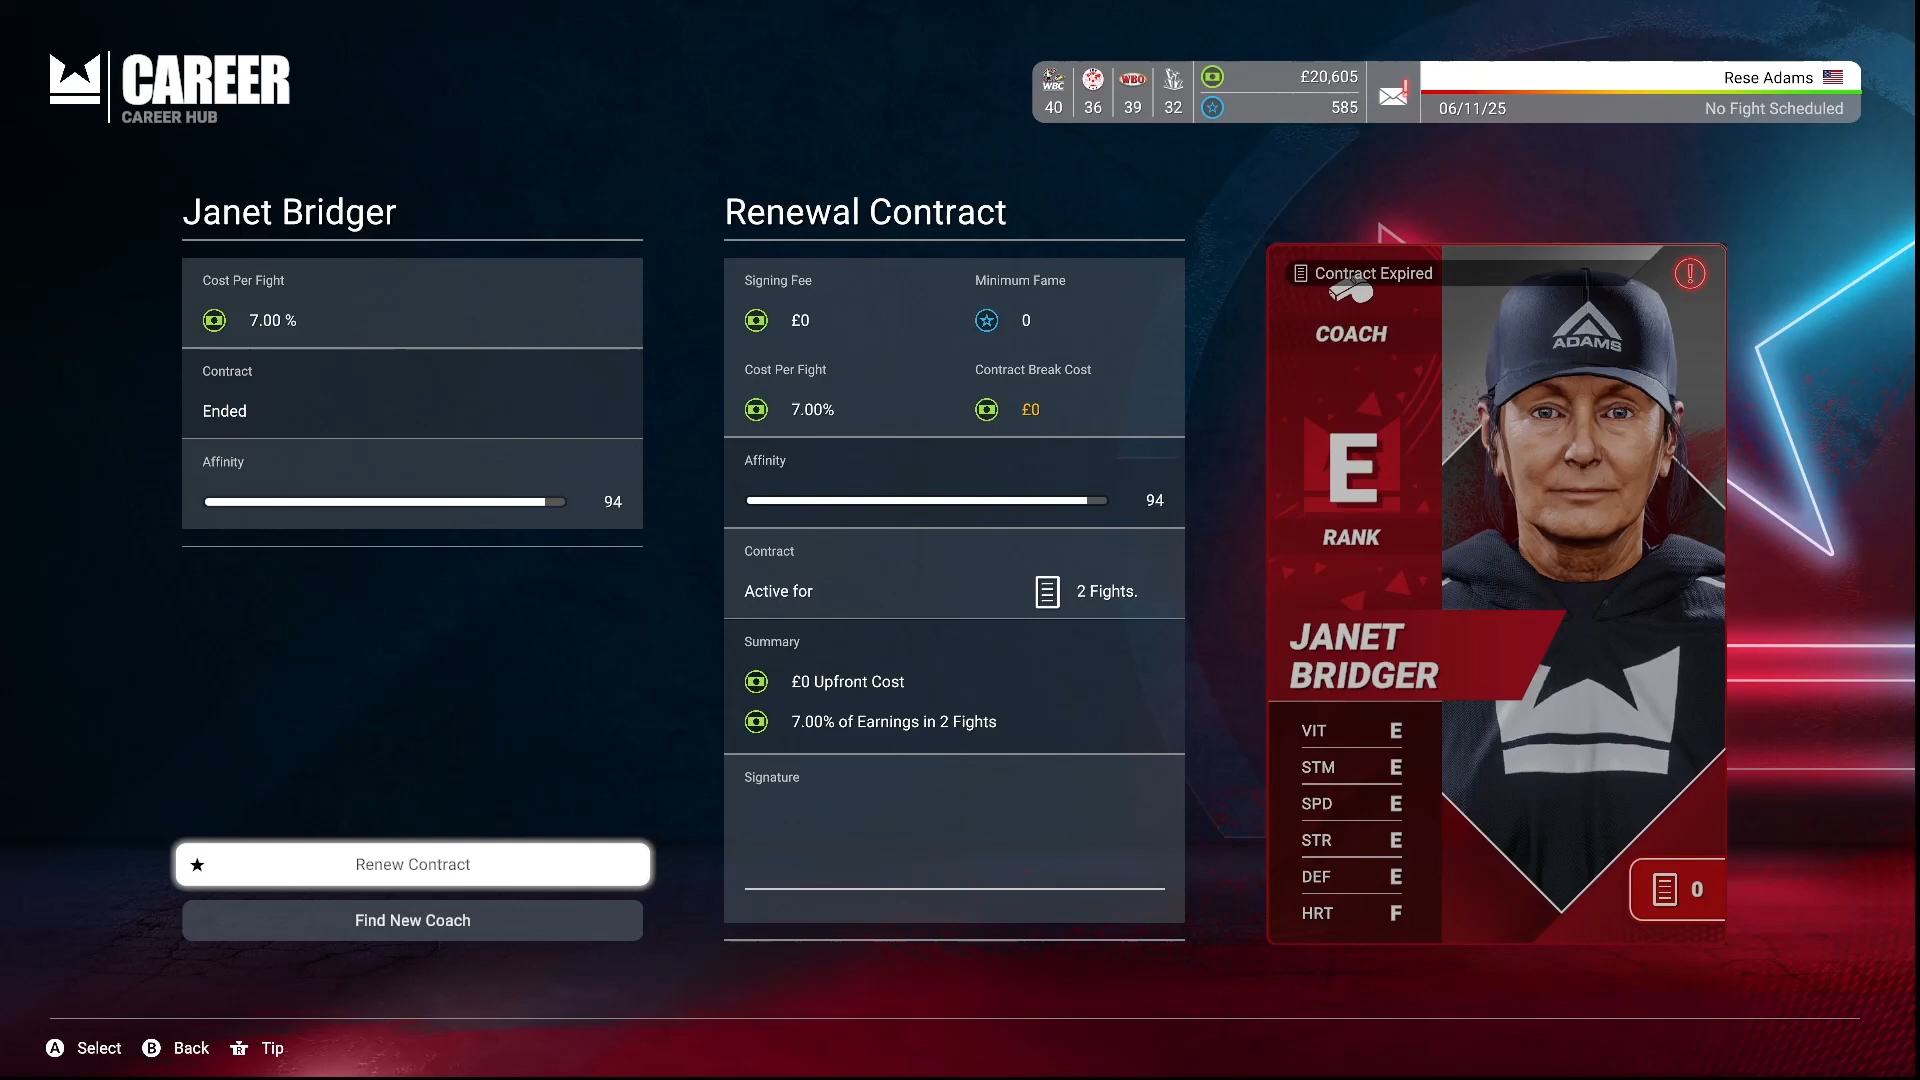 CAREER
CAREER HUB
WBC
WBO
40
36
39
32
£20,605
585
Rese Adams
06/11/25
No Fight Scheduled
Janet Bridger
Cost Per Fight
7.00 %
Contract
Ended
Affinity
94
Renew Contract
Find New Coach
Renewal Contract
Signing Fee
Minimum Fame
£0
0
Cost Per Fight
Contract Break Cost
7.00%
£0
Affinity
94
Contract
Active for
2 Fights.
Summary
£0 Upfront Cost
7.00% of Earnings in 2 Fights
Signature
Contract Expired
COACH
E
RANK
ADAMS
JANET
BRIDGER
VIT E
STM E
SPD E
STR E
DEF E
HRT F
0
A Select
B Back
R Tip